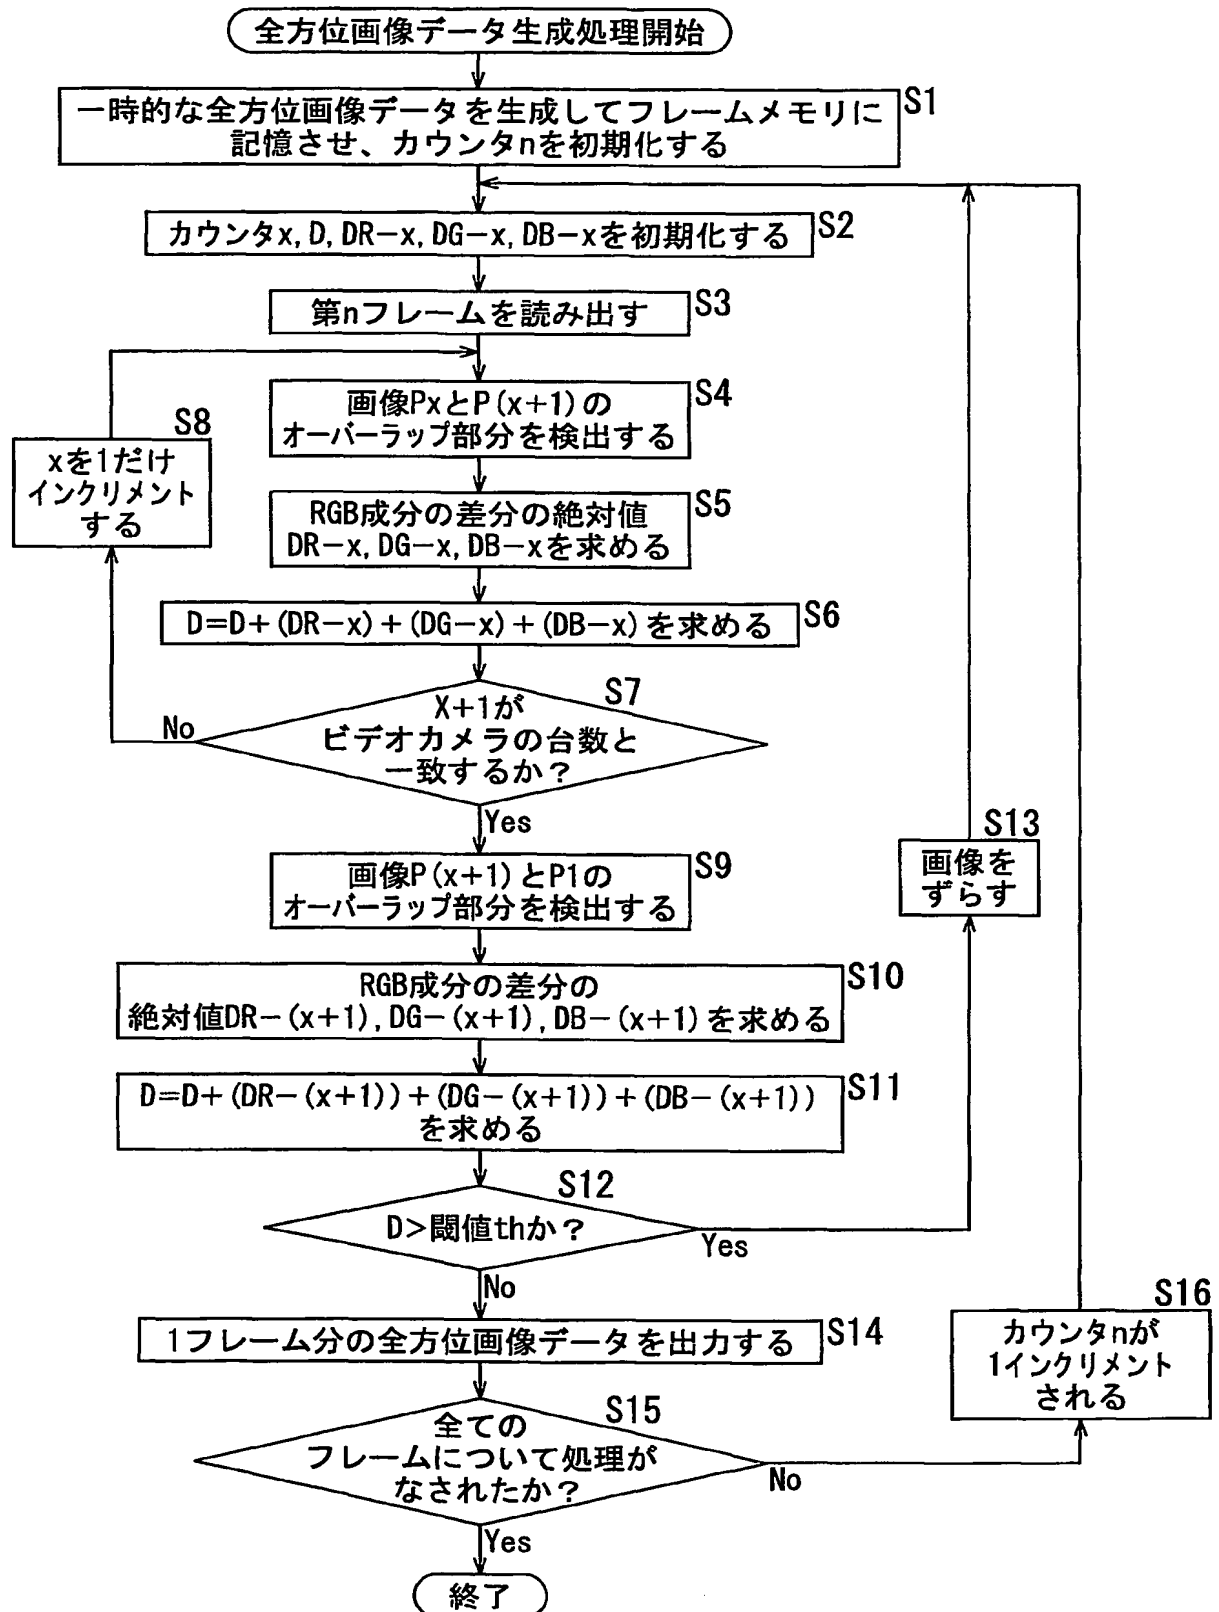 全方位画像データ生成処理開始
S1
一時的な全方位画像データを生成してフレームメモリに
記憶させ、カウンタnを初期化する
S2
カウンタx, D, DR−x, DG−x, DB−xを初期化する
S3
第nフレームを読み出す
S4
画像PxとP(x+1)の
オーバーラップ部分を検出する
S8
xを1だけ
インクリメント
する
S5
RGB成分の差分の絶対値
DR−x, DG−x, DB−xを求める
S6
D=D+(DR−x)+(DG−x)+(DB−x)を求める
S7
X+1が
ビデオカメラの台数と
一致するか？
No
Yes
S9
画像P(x+1)とP1の
オーバーラップ部分を検出する
S13
画像を
ずらす
S10
RGB成分の差分の
絶対値DR−(x+1), DG−(x+1), DB−(x+1)を求める
S11
D=D+(DR−(x+1))+(DG−(x+1))+(DB−(x+1))
を求める
S12
D>閾値thか？
Yes
No
S14
1フレーム分の全方位画像データを出力する
S16
カウンタnが
1インクリメント
される
S15
全ての
フレームについて処理が
なされたか？
No
Yes
終了